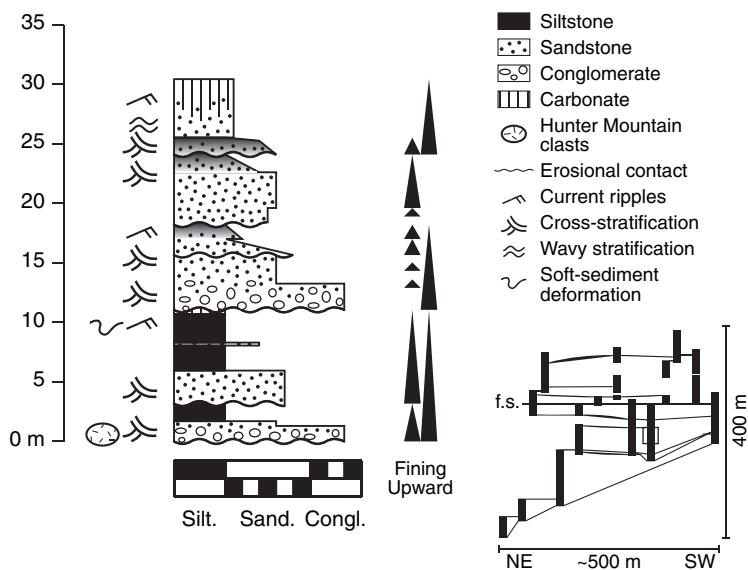 35
30
25
20
15
10
5
0 m
Silt. Sand. Congl.
Fining
Upward
Siltstone
Sandstone
Conglomerate
Carbonate
Hunter Mountain
clasts
Erosional contact
Current ripples
Cross-stratification
Wavy stratification
Soft-sediment
deformation
f.s.
400 m
NE ~500 m SW